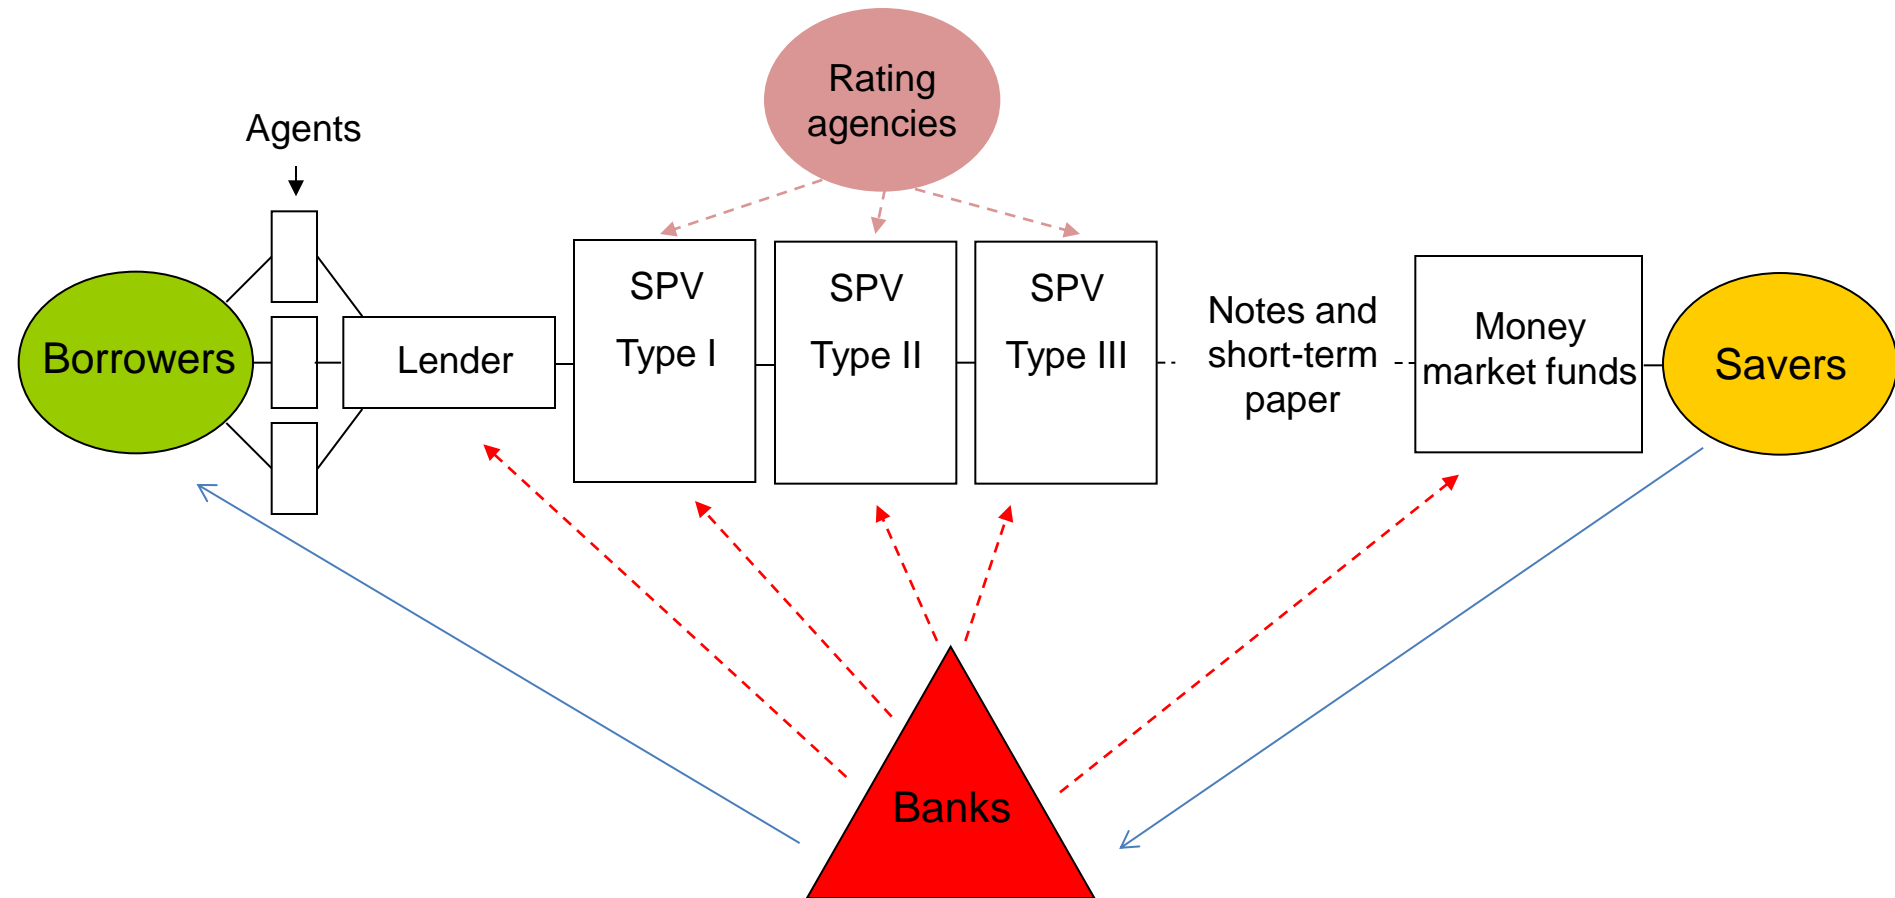 Rating
agencies
Agents
Borrowers
Lender
SPV
Type I
SPV
Type II
SPV
Type III
Notes and
short-term
paper
Money
market funds
Savers
Banks